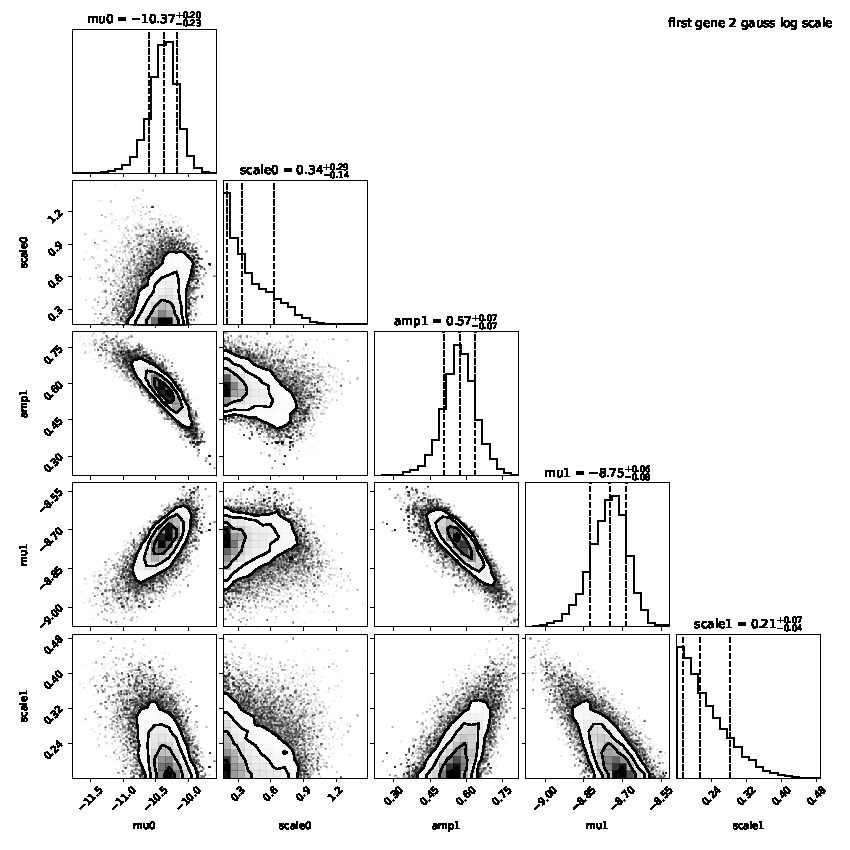 mu0 = −10.37+0.20−0.23
first gene 2 gauss log scale
scale0 = 0.34+0.29−0.14
1.2
0.9
0.6
0.3
scale0
amp1 = 0.57+0.07−0.07
0.75
0.60
0.45
0.30
amp1
mu1 = −8.75+0.06−0.08
−8.55
−8.70
−8.85
−9.00
mu1
scale1 = 0.21+0.07−0.04
0.48
0.40
0.32
0.24
scale1
−11.5 −11.0 −10.5 −10.0 0.3 0.6 0.9 1.2 0.30 0.45 0.60 0.75 −9.00 −8.85 −8.70 −8.55 0.24 0.32 0.40 0.48
mu0 scale0 amp1 mu1 scale1